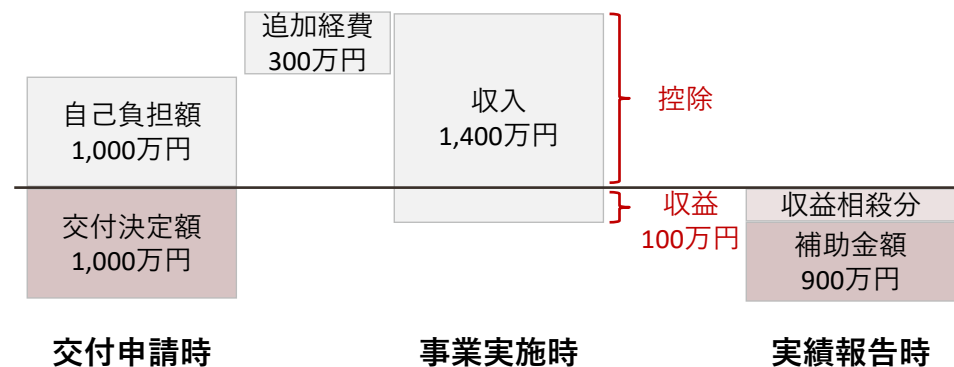 追加経費
300万円
自己負担額
1,000万円
収入
1,400万円
控除
交付決定額
1,000万円
収益
100万円
収益相殺分
補助金額
900万円
交付申請時
事業実施時
実績報告時